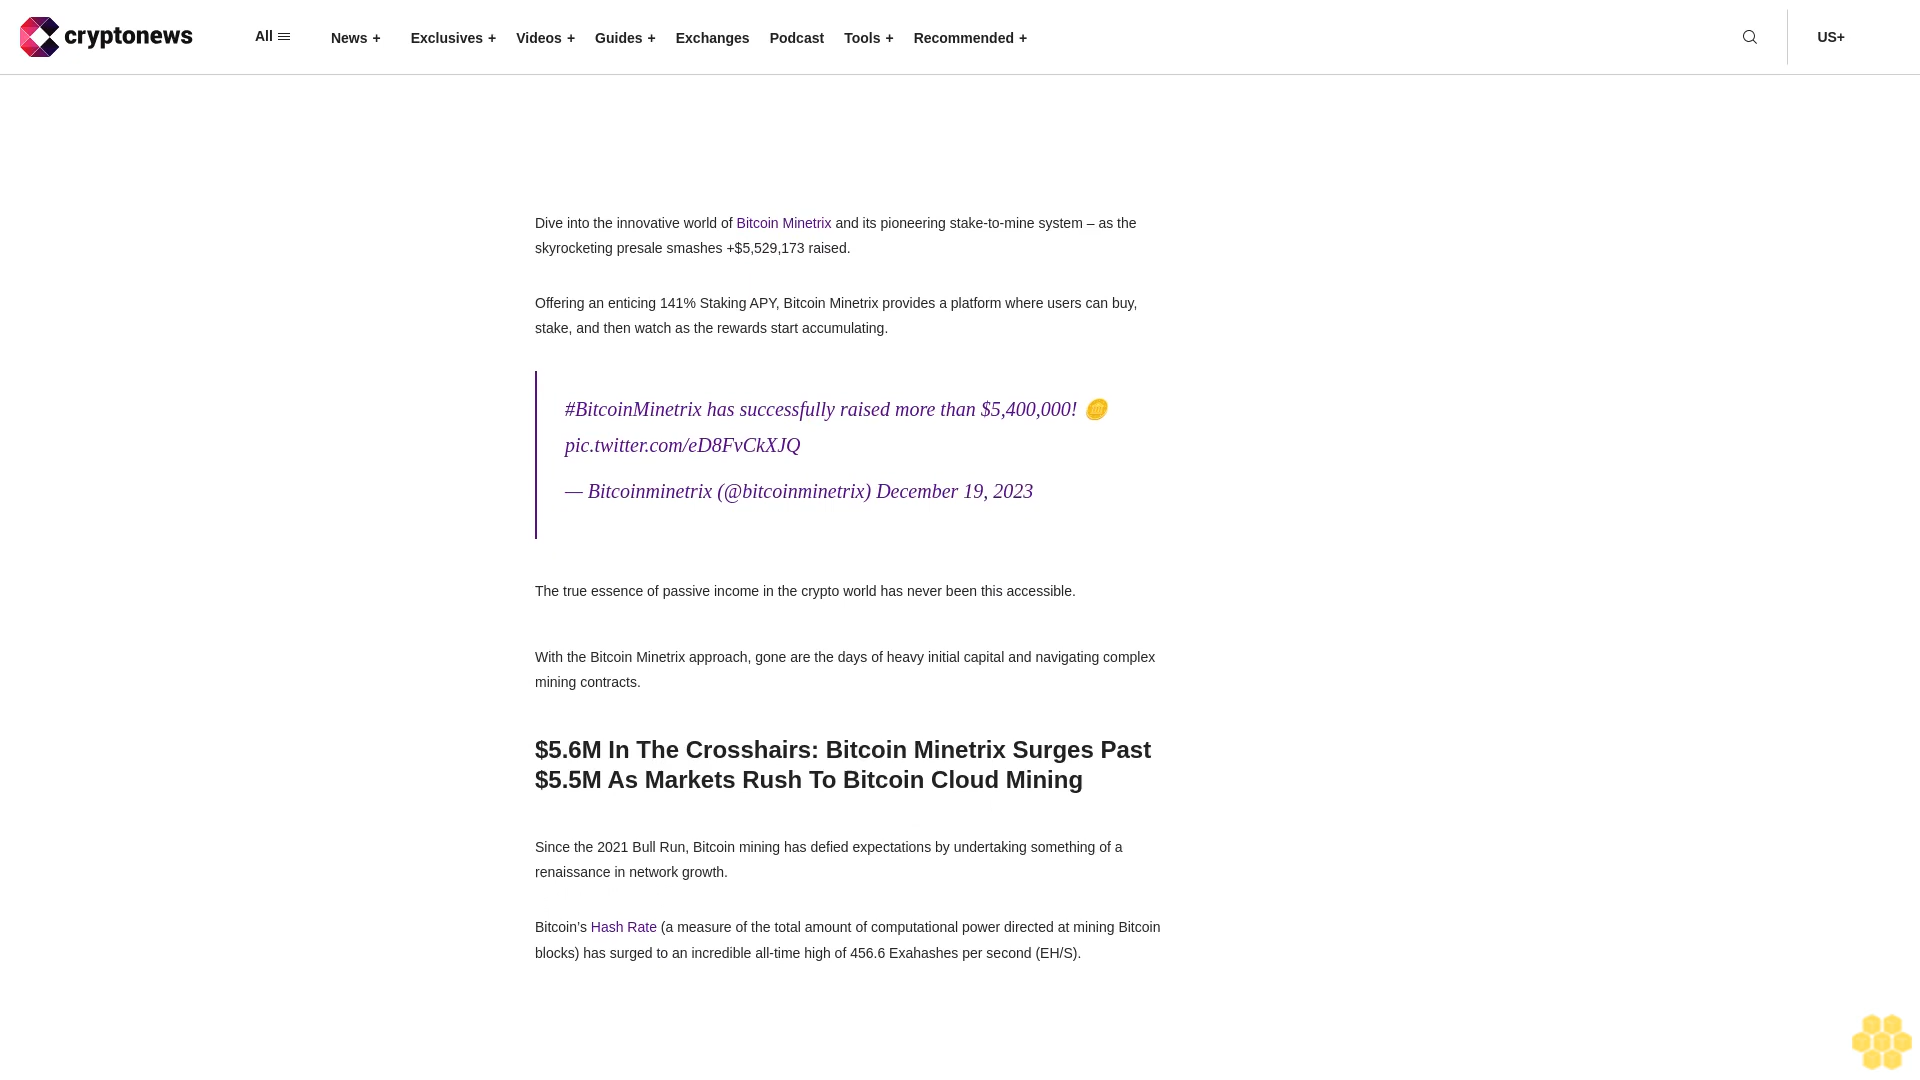 cryptonews
All
News +
Exclusives +
Videos +
Guides +
Exchanges
Podcast
Tools +
Recommended +
US+
Dive into the innovative world of Bitcoin Minetrix and its pioneering stake-to-mine system – as the
skyrocketing presale smashes +$5,529,173 raised.
Offering an enticing 141% Staking APY, Bitcoin Minetrix provides a platform where users can buy,
stake, and then watch as the rewards start accumulating.
#BitcoinMinetrix has successfully raised more than $5,400,000! 🪙
pic.twitter.com/eD8FvCkXJQ
— Bitcoinminetrix (@bitcoinminetrix) December 19, 2023
The true essence of passive income in the crypto world has never been this accessible.
With the Bitcoin Minetrix approach, gone are the days of heavy initial capital and navigating complex
mining contracts.
$5.6M In The Crosshairs: Bitcoin Minetrix Surges Past
$5.5M As Markets Rush To Bitcoin Cloud Mining
Since the 2021 Bull Run, Bitcoin mining has defied expectations by undertaking something of a
renaissance in network growth.
Bitcoin’s Hash Rate (a measure of the total amount of computational power directed at mining Bitcoin
blocks) has surged to an incredible all-time high of 456.6 Exahashes per second (EH/S).